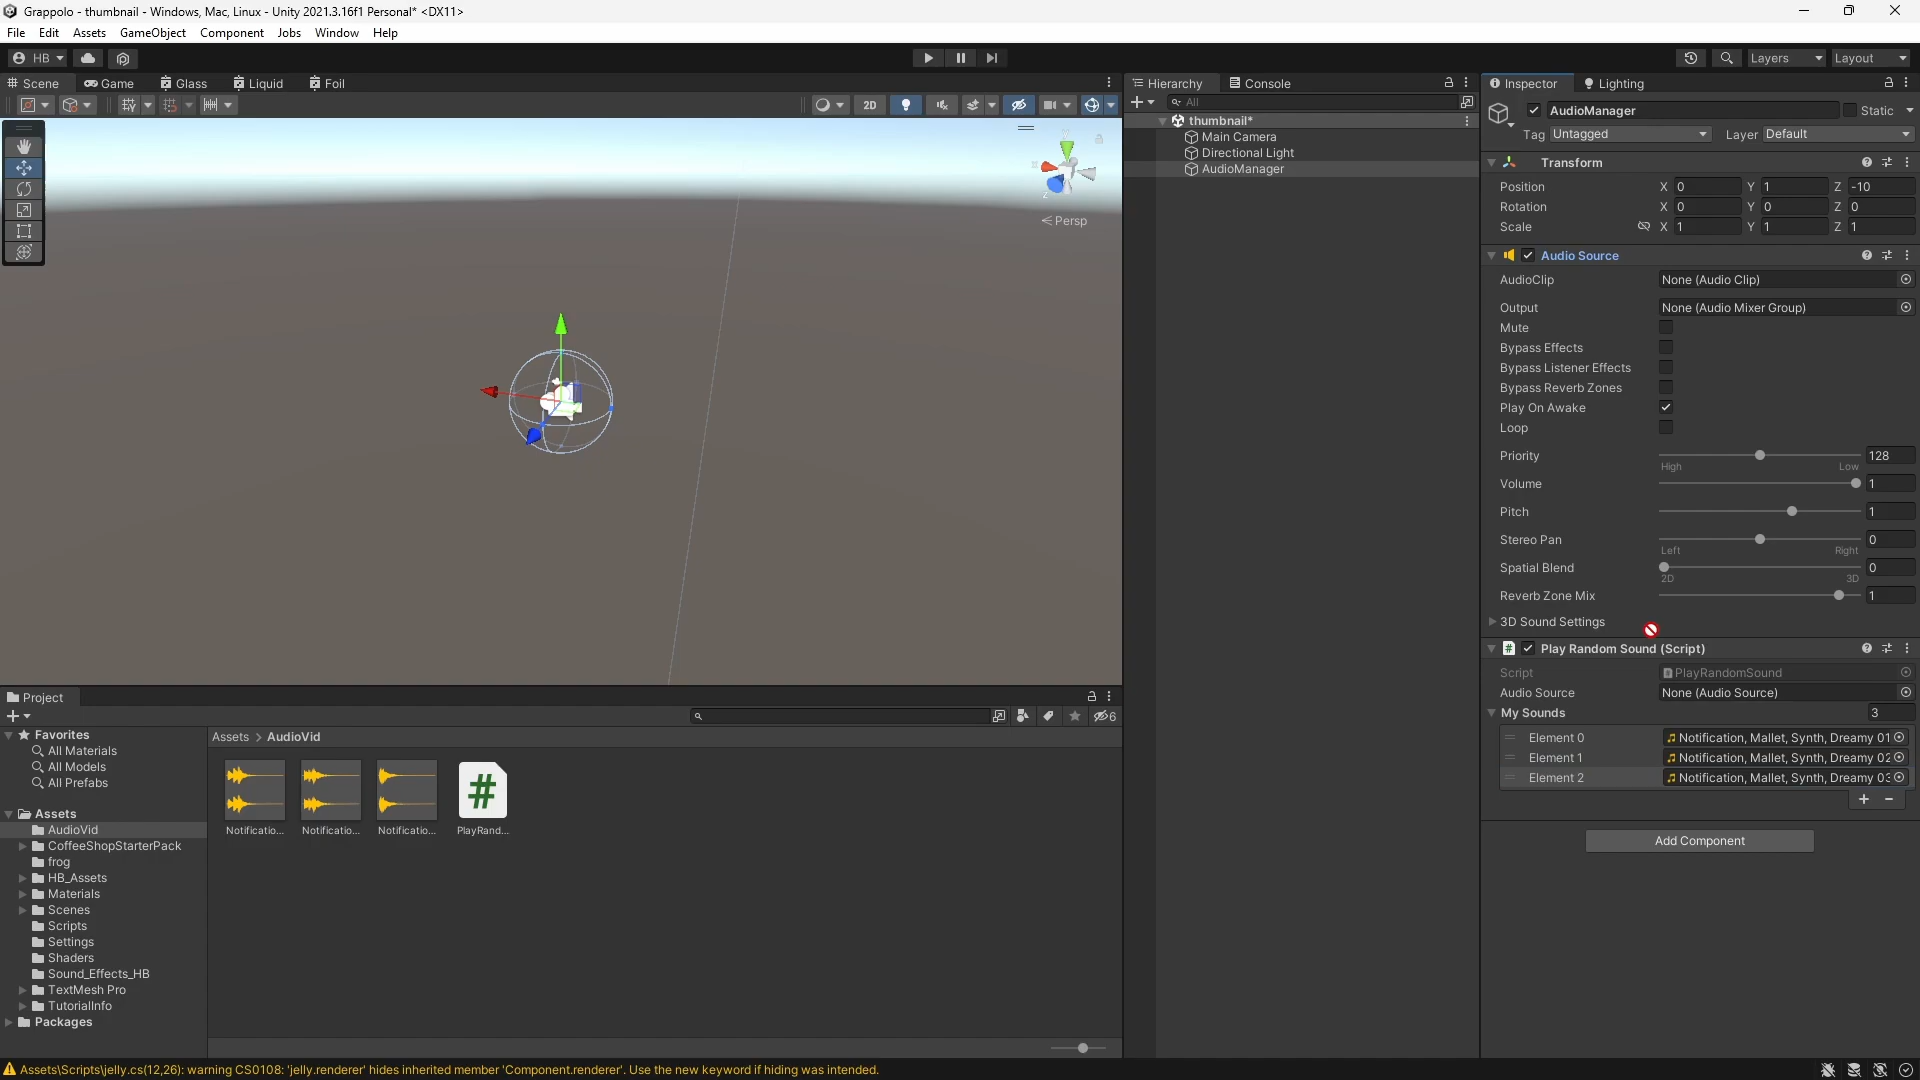 Grappolo - thumbnail - Windows, Mac, Linux - Unity 2021.3.16f1 Personal* <DX11>
File Edit Assets GameObject Component Jobs Window Help
HB Layers Layout
Scene Game Glass Liquid Foil
2D
y
z
Persp
Hierarchy Console
All
thumbnail*
Main Camera
Directional Light
AudioManager
Inspector Lighting
AudioManager Static
Tag Untagged Layer Default
Transform
Position X 0 Y 1 Z -10
Rotation X 0 Y 0 Z 0
Scale X 1 Y 1 Z 1
Audio Source
AudioClip None (Audio Clip)
Output None (Audio Mixer Group)
Mute
Bypass Effects
Bypass Listener Effects
Bypass Reverb Zones
Play On Awake
Loop
Priority 128
High Low
Volume 1
Pitch 1
Stereo Pan 0
Left Right
Spatial Blend 0
2D 3D
Reverb Zone Mix 1
3D Sound Settings
# Play Random Sound (Script)
Script PlayRandomSound
Audio Source None (Audio Source)
My Sounds 3
Element 0 Notification, Mallet, Synth, Dreamy 01
Element 1 Notification, Mallet, Synth, Dreamy 02
Element 2 Notification, Mallet, Synth, Dreamy 03
Add Component
Project
6
Favorites
All Materials
All Models
All Prefabs
Assets
AudioVid
CoffeeShopStarterPack
frog
HB_Assets
Materials
Scenes
Scripts
Settings
Shaders
Sound_Effects_HB
TextMesh Pro
TutorialInfo
Packages
Assets > AudioVid
#
Notificatio... Notificatio... Notificatio... PlayRand...
Assets\Scripts\jelly.cs(12,26): warning CS0108: 'jelly.renderer' hides inherited member 'Component.renderer'. Use the new keyword if hiding was intended.